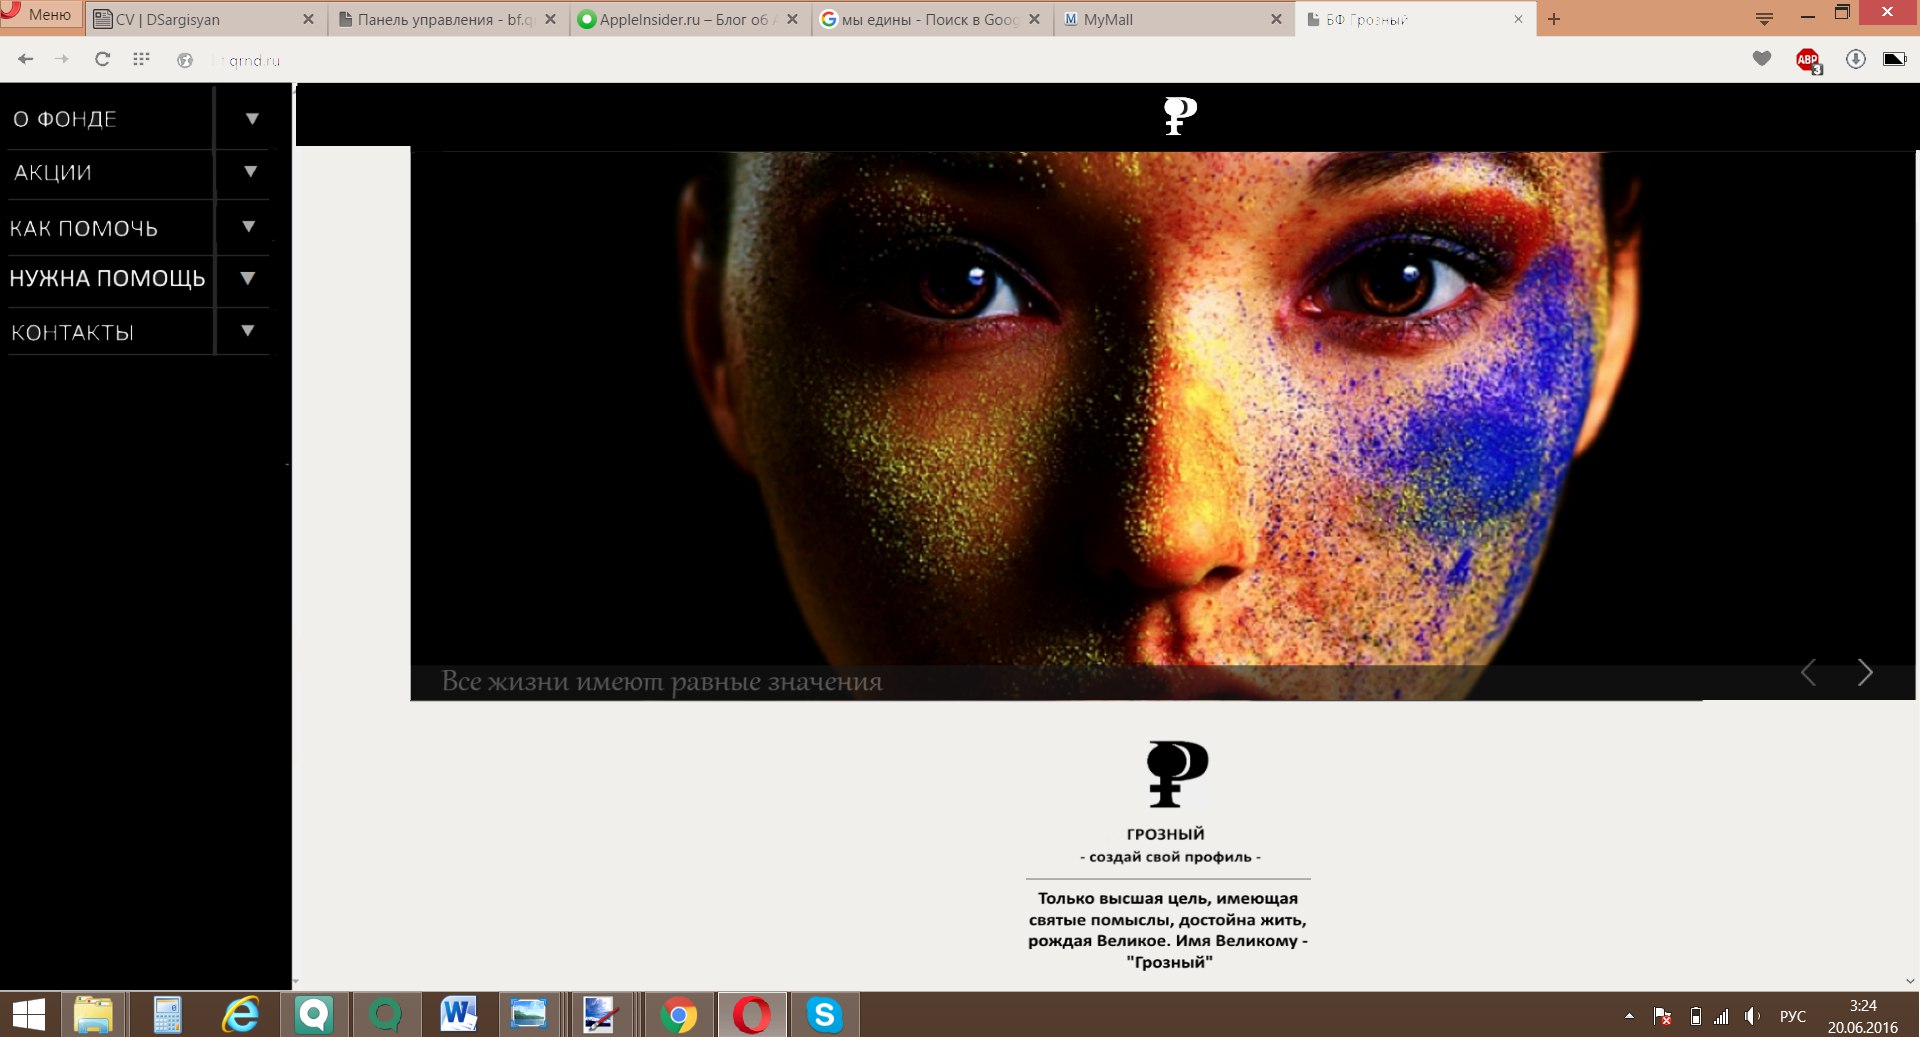 Меню
CV | DSargisyan
Панель управления - bf.q
AppleInsider.ru – Блог об A
мы едины - Поиск в Goog
MyMall
БФ Грозный
qrnd.ru
ABP
3
О ФОНДЕ
АКЦИИ
КАК ПОМОЧЬ
НУЖНА ПОМОЩЬ
КОНТАКТЫ
Все жизни имеют равные значения
ГРОЗНЫЙ
- создай свой профиль -
Только высшая цель, имеющая
святые помыслы, достойна жить,
рождая Великое. Имя Великому -
"Грозный"
РУС
3:24
20.06.2016